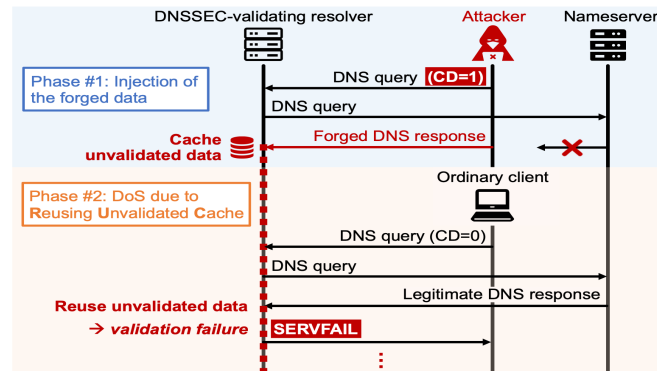 DNSSEC-validating resolver
Attacker
Nameserver
Phase #1: Injection of
the forged data
DNS query (CD=1)
DNS query
Cache
unvalidated data
Forged DNS response
Ordinary client
Phase #2: DoS due to
Reusing Unvalidated Cache
DNS query (CD=0)
DNS query
Legitimate DNS response
Reuse unvalidated data
→ validation failure
SERVFAIL